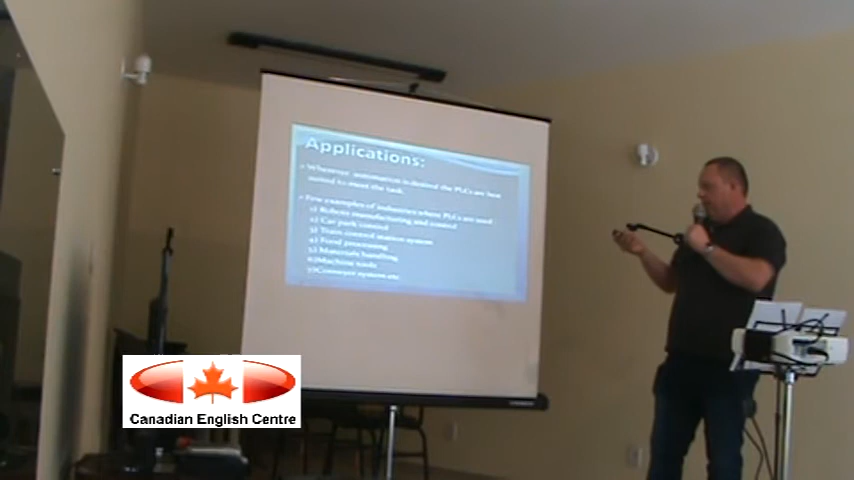 Applications:
Wherever automation is desired the PLCs are best
suited to meet the task.
Few examples of industries where PLCs are used :
1) Robots manufacturing and control
2) Car park control
3) Train control station system
4) Food processing
5) Materials handling
6)Machine tools
7)Conveyer system etc
Canadian English Centre